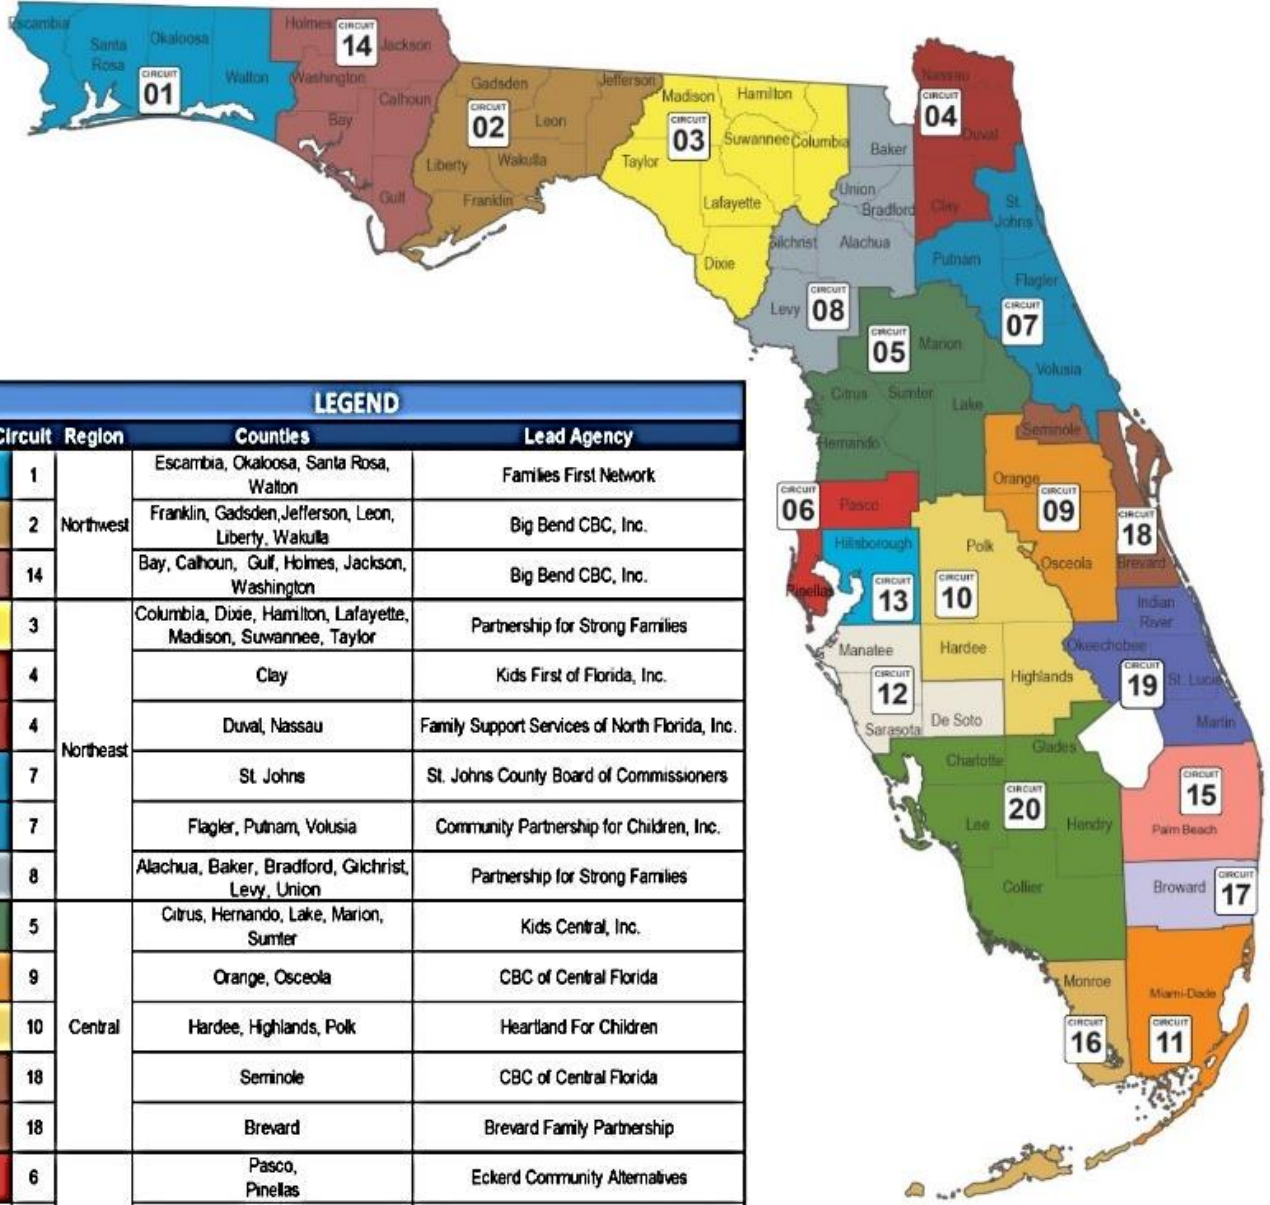 Escambia
Santa
Rosa
Okaloosa
Walton
CIRCUIT
01
Holmes
CIRCUIT
14
Jackson
Washington
Calhoun
Bay
Gulf
Gadsden
Jefferson
CIRCUIT
02
Leon
Liberty
Wakulla
Franklin
Madison
Hamilton
CIRCUIT
03
Suwannee
Columbia
Taylor
Lafayette
Dixie
Nassau
CIRCUIT
04
Duval
Clay
Baker
Union
Bradford
Gilchrist
Alachua
Levy
CIRCUIT
08
St.
Johns
Putnam
Flagler
CIRCUIT
07
Volusia
CIRCUIT
05
Marion
Citrus
Sumter
Lake
Hernando
Seminole
Orange
CIRCUIT
09
Osceola
CIRCUIT
18
Brevard
CIRCUIT
06
Pasco
Pinellas
Hillsborough
CIRCUIT
13
Polk
CIRCUIT
10
Hardee
Highlands
Manatee
CIRCUIT
12
Sarasota
De Soto
Indian
River
Okeechobee
CIRCUIT
19
St. Lucie
Martin
Charlotte
Glades
CIRCUIT
20
Lee
Hendry
Collier
CIRCUIT
15
Palm Beach
Broward
CIRCUIT
17
Monroe
CIRCUIT
16
Miami-Dade
CIRCUIT
11
LEGEND
Circuit Region Counties Lead Agency
1 Escambia, Okaloosa, Santa Rosa,
Walton Families First Network
Northwest
2 Franklin, Gadsden,Jefferson, Leon,
Liberty, Wakulla Big Bend CBC, Inc.
14 Bay, Calhoun, Gulf, Holmes, Jackson,
Washington Big Bend CBC, Inc.
3 Columbia, Dixie, Hamilton, Lafayette,
Madison, Suwannee, Taylor Partnership for Strong Families
4 Clay Kids First of Florida, Inc.
4 Duval, Nassau Family Support Services of North Florida, Inc.
Northeast
7 St. Johns St. Johns County Board of Commissioners
7 Flagler, Putnam, Volusia Community Partnership for Children, Inc.
8 Alachua, Baker, Bradford, Gilchrist,
Levy, Union Partnership for Strong Families
5 Citrus, Hernando, Lake, Marion,
Sumter Kids Central, Inc.
9 Orange, Osceola CBC of Central Florida
10 Central Hardee, Highlands, Polk Heartland For Children
18 Seminole CBC of Central Florida
18 Brevard Brevard Family Partnership
6 Pasco,
Pinellas Eckerd Community Alternatives